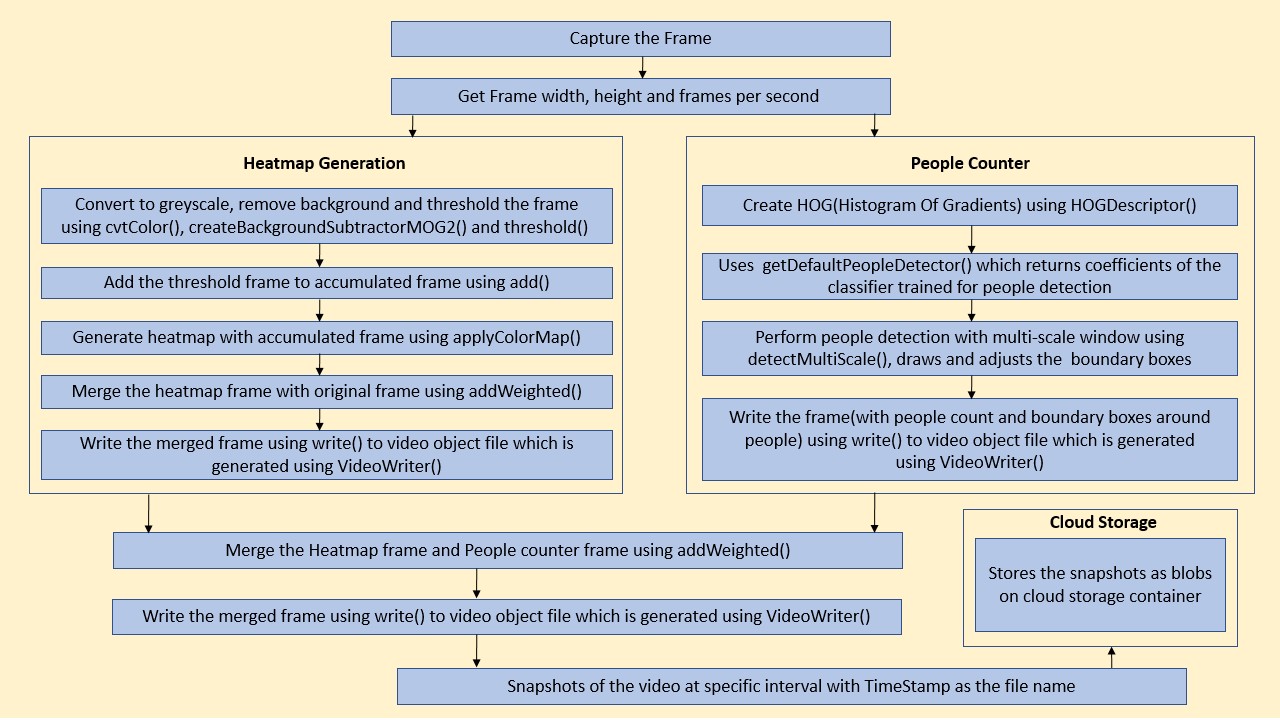 Capture the Frame
Get Frame width, height and frames per second
Heatmap Generation
Convert to greyscale, remove background and threshold the frame
using cvtColor(), createBackgroundSubtractorMOG2() and threshold()
Add the threshold frame to accumulated frame using add()
Generate heatmap with accumulated frame using applyColorMap()
Merge the heatmap frame with original frame using addWeighted()
Write the merged frame using write() to video object file which is
generated using VideoWriter()
People Counter
Create HOG(Histogram Of Gradients) using HOGDescriptor()
Uses  getDefaultPeopleDetector() which returns coefficients of the
classifier trained for people detection
Perform people detection with multi-scale window using
detectMultiScale(), draws and adjusts the  boundary boxes
Write the frame(with people count and boundary boxes around
people) using write() to video object file which is generated
using VideoWriter()
Merge the Heatmap frame and People counter frame using addWeighted()
Write the merged frame using write() to video object file which is generated using VideoWriter()
Snapshots of the video at specific interval with TimeStamp as the file name
Cloud Storage
Stores the snapshots as blobs
on cloud storage container